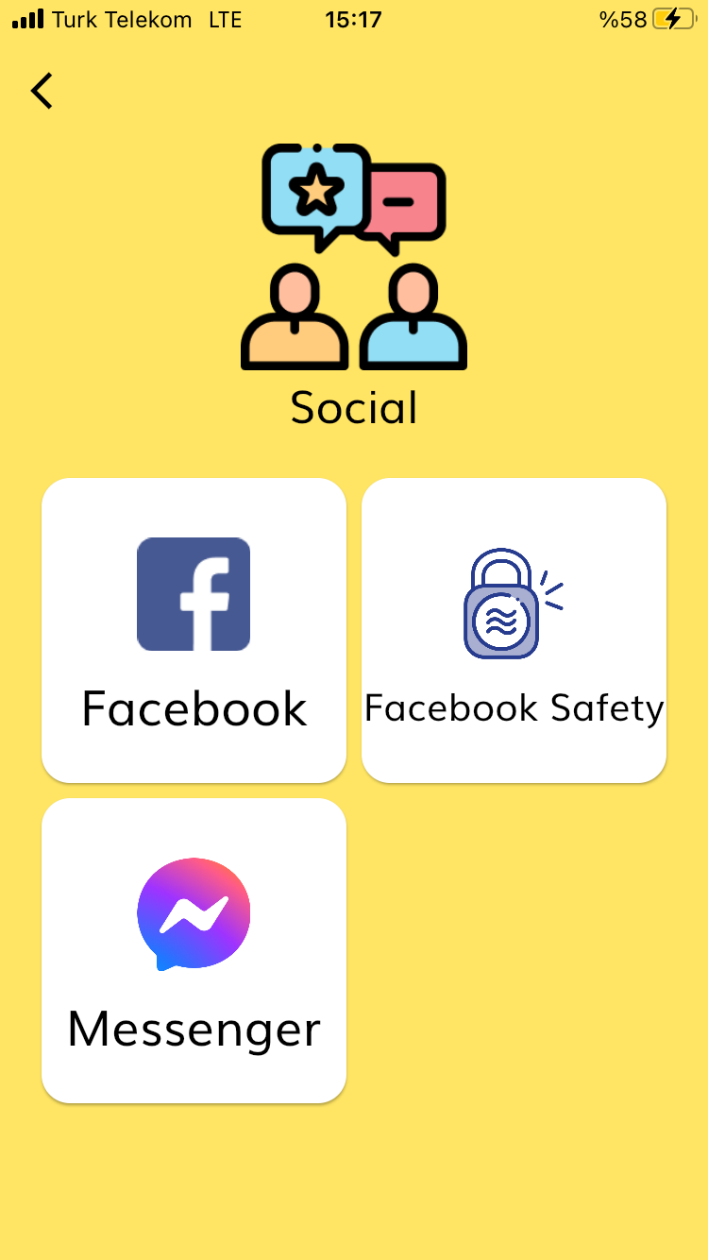 Turk Telekom LTE 15:17 %58
Social
Facebook
Facebook Safety
Messenger